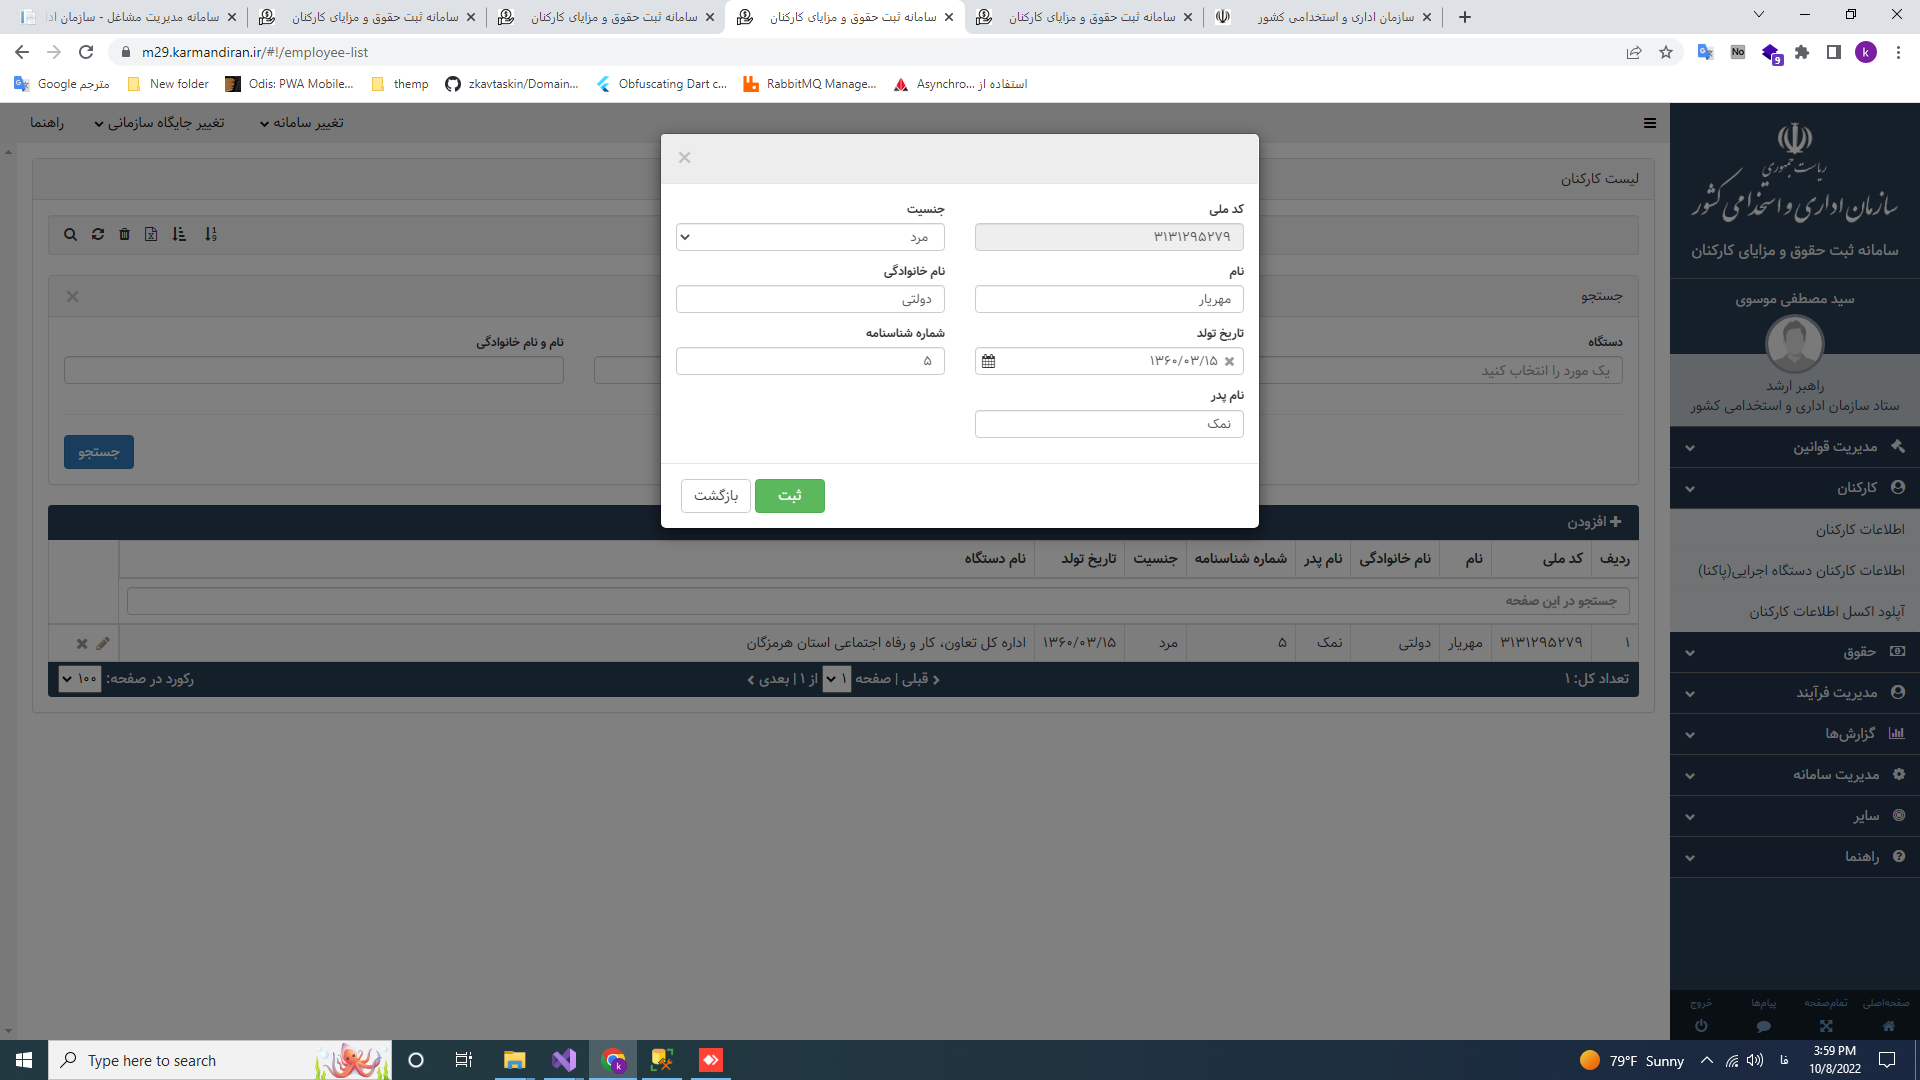 سامانه مدیریت مشاغل - سازمان ادا
سامانه ثبت حقوق و مزایای کارکنان
سامانه ثبت حقوق و مزایای کارکنان
سامانه ثبت حقوق و مزایای کارکنان
سامانه ثبت حقوق و مزایای کارکنان
سازمان اداری و استخدامی کشور
m29.karmandiran.ir/#!/employee-list
No
9
k
مترجم Google
New folder
Odis: PWA Mobile...
themp
zkavtaskin/Domain...
Obfuscating Dart c...
RabbitMQ Manage...
استفاده از Asynchro...
تغییر سامانه
تغییر جایگاه سازمانی
راهنما
ریاست جمهوری
سازمان اداری و استخدامی کشور
سامانه ثبت حقوق و مزایای کارکنان
سید مصطفی موسوی
راهبر ارشد
ستاد سازمان اداری و استخدامی کشور
مدیریت قوانین
کارکنان
اطلاعات کارکنان
اطلاعات کارکنان دستگاه اجرایی(پاکنا)
آپلود اکسل اطلاعات کارکنان
حقوق
مدیریت فرآیند
گزارش‌ها
مدیریت سامانه
سایر
راهنما
صفحه‌اصلی
تمام‌صفحه
پیام‌ها
خروج
لیست کارکنان
جستجو
دستگاه
یک مورد را انتخاب کنید
نام و نام خانوادگی
جستجو
کد ملی
۳۱۳۱۲۹۵۲۷۹
جنسیت
مرد
نام
مهریار
نام خانوادگی
دولتی
تاریخ تولد
۱۳۶۰/۰۳/۱۵
شماره شناسنامه
۵
نام پدر
نمک
ثبت
بازگشت
افزودن
ردیف کد ملی نام نام خانوادگی نام پدر شماره شناسنامه جنسیت تاریخ تولد نام دستگاه
جستجو در این صفحه
۱ ۳۱۳۱۲۹۵۲۷۹ مهریار دولتی نمک ۵ مرد ۱۳۶۰/۰۳/۱۵ اداره کل تعاون، کار و رفاه اجتماعی استان هرمزگان
تعداد کل: ۱
قبلی | صفحه ۱ از ۱ | بعدی
رکورد در صفحه: ۱۰۰
Type here to search
79°F Sunny
فا
3:59 PM
10/8/2022